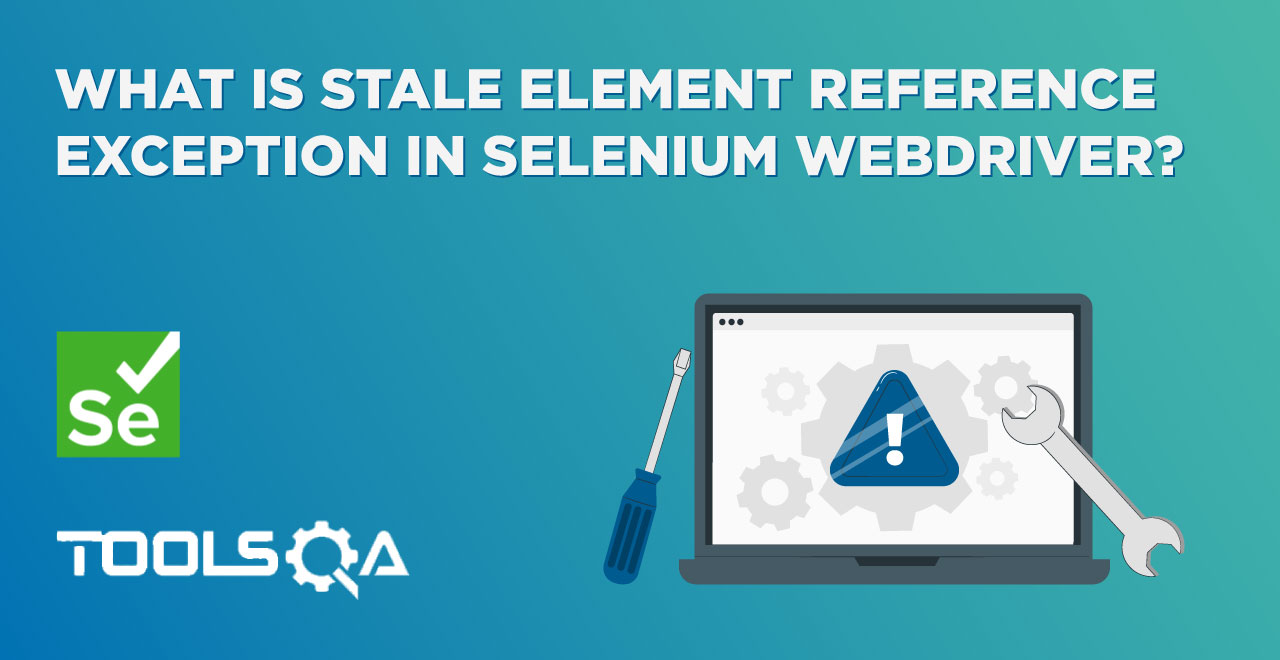 WHAT IS STALE ELEMENT REFERENCE
EXCEPTION IN SELENIUM WEBDRIVER?
Se
TOOLSQA